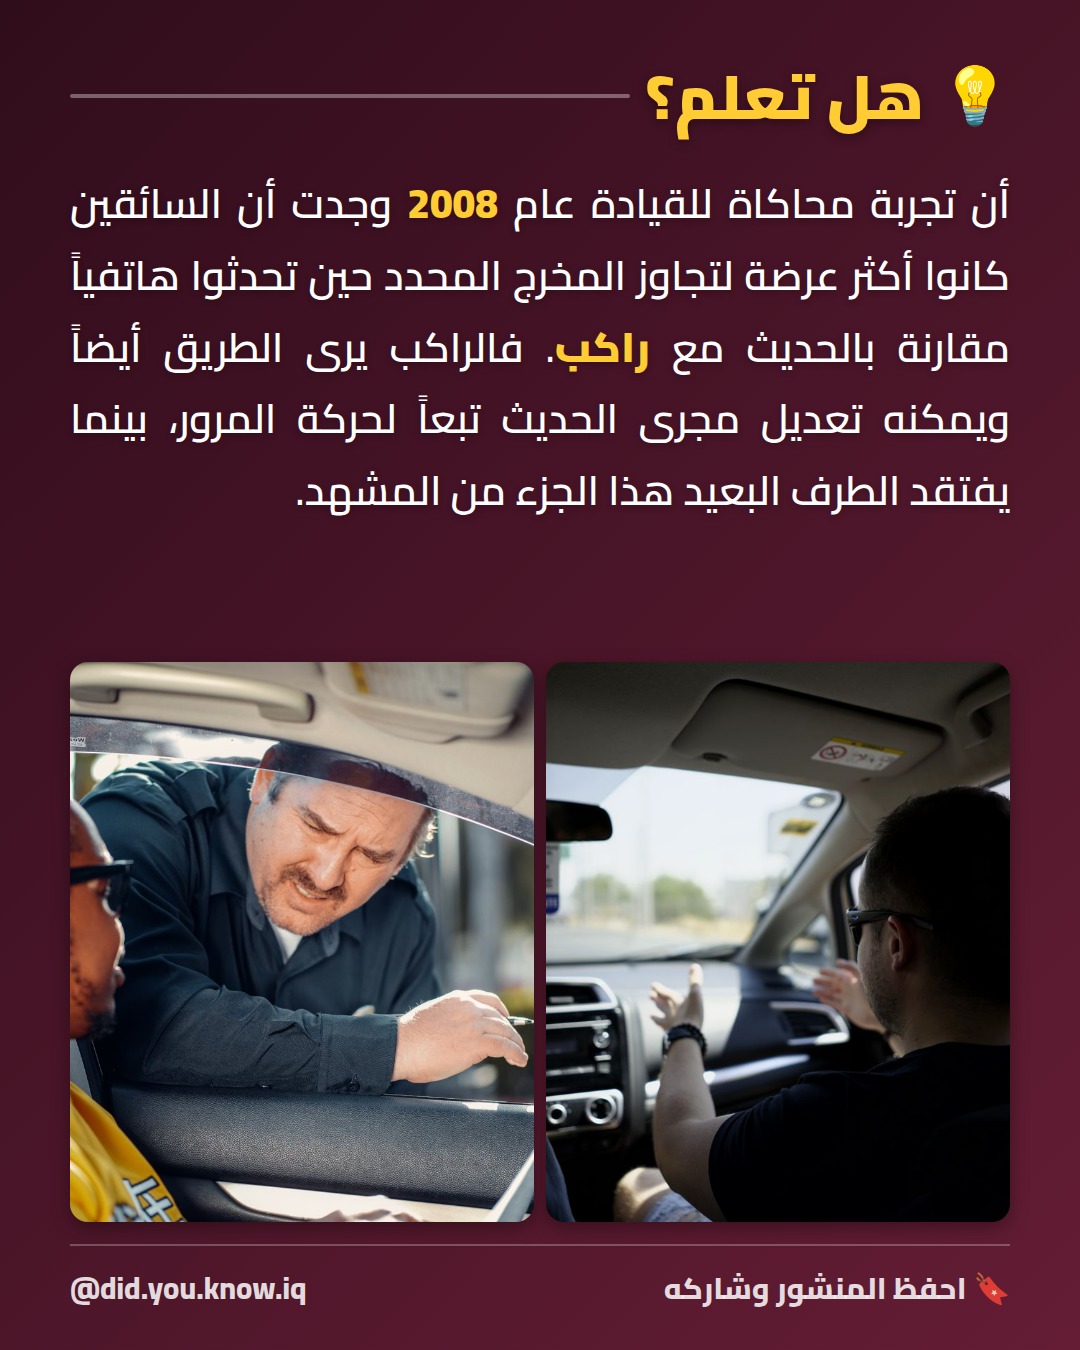 💡 هل تعلم؟
أن تجربة محاكاة للقيادة عام 2008 وجدت أن السائقين
كانوا أكثر عرضة لتجاوز المخرج المحدد حين تحدثوا هاتفياً
مقارنة بالحديث مع راكب. فالراكب يرى الطريق أيضاً
ويمكنه تعديل مجرى الحديث تبعاً لحركة المرور، بينما
يفتقد الطرف البعيد هذا الجزء من المشهد.
🔖 احفظ المنشور وشاركه
@did.you.know.iq